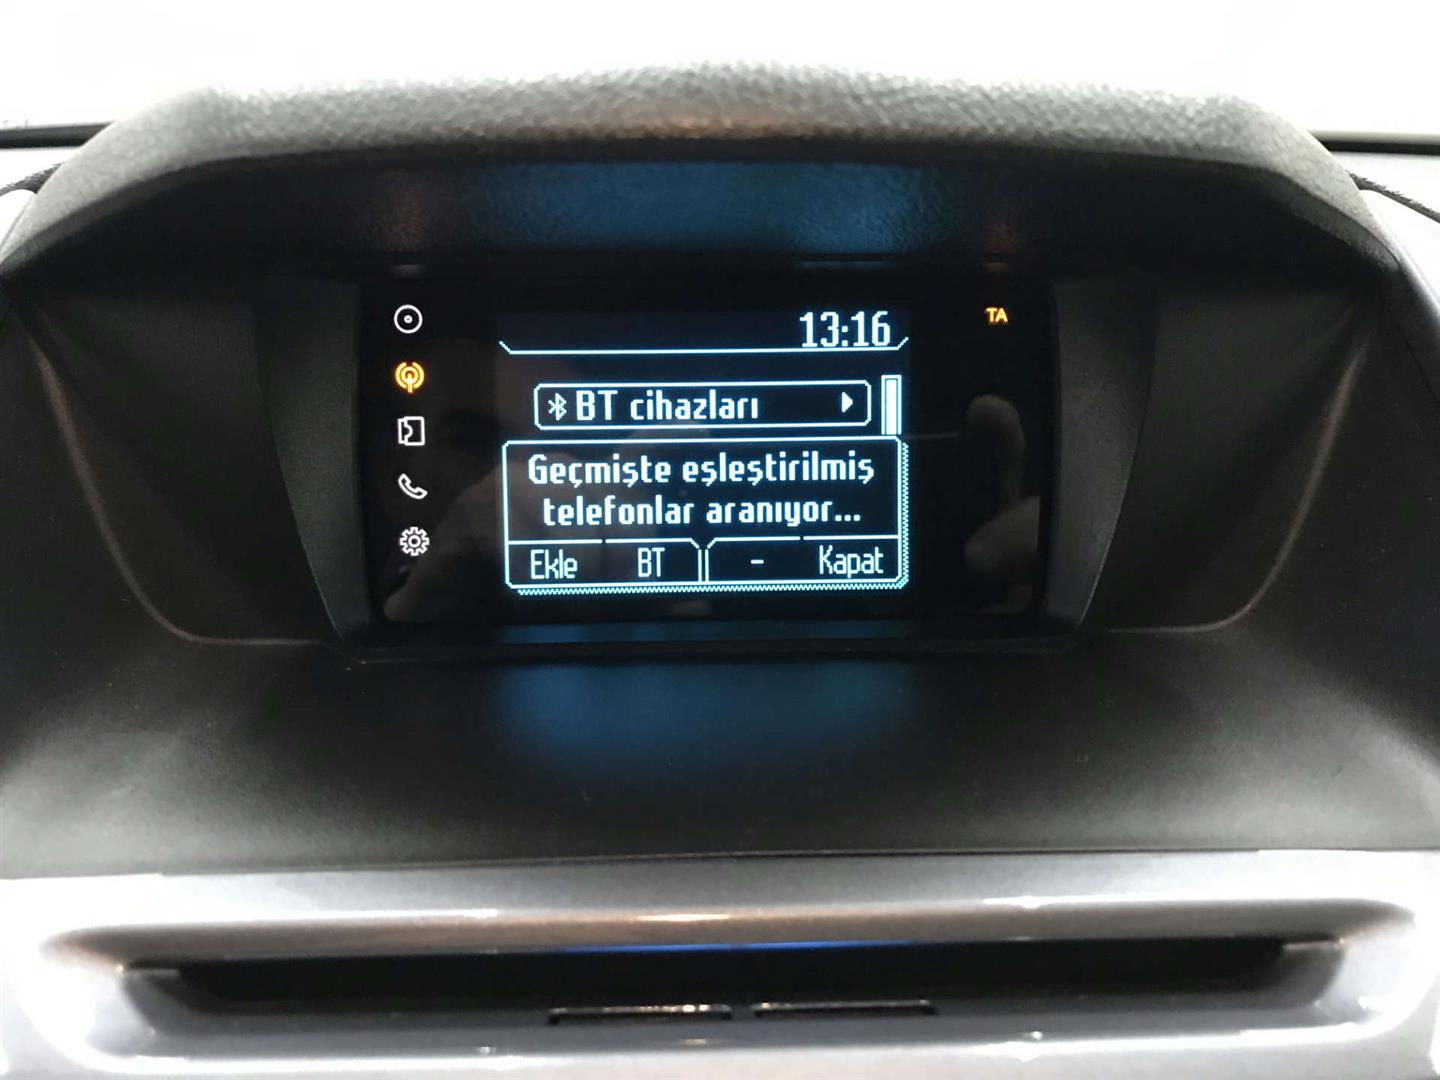 13:16
TA
BT cihazları
Geçmişte eşleştirilmiş
telefonlar aranıyor...
Ekle BT - Kapat